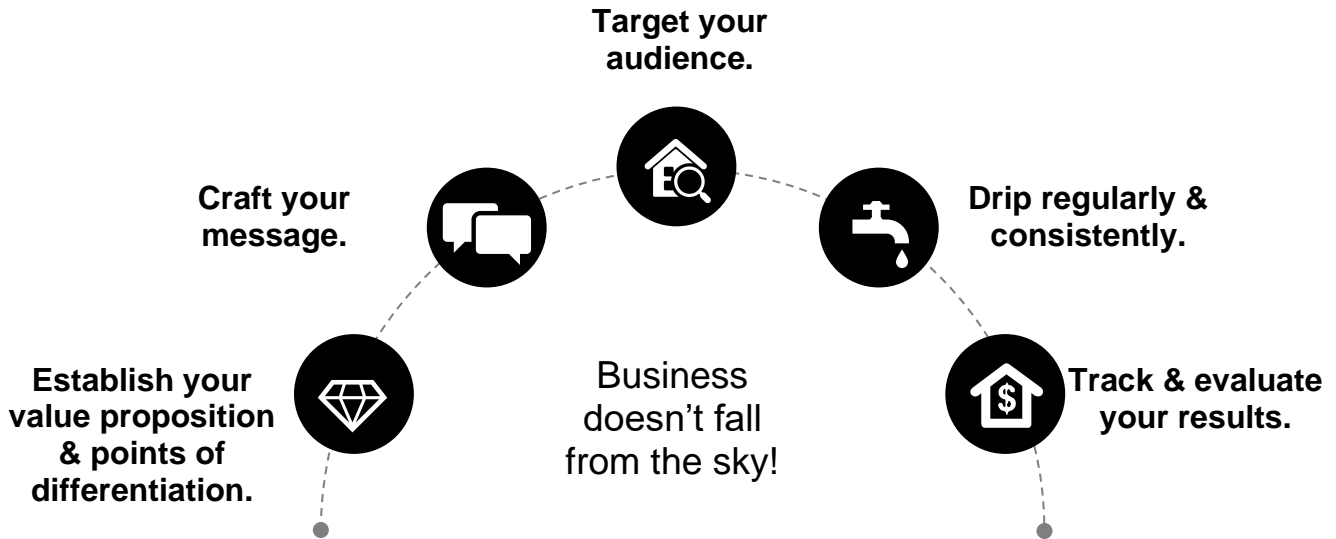 Target your
audience.
Craft your
message.
Drip regularly &
consistently.
Establish your
value proposition
& points of
differentiation.
Business
doesn’t fall
from the sky!
Track & evaluate
your results.
$